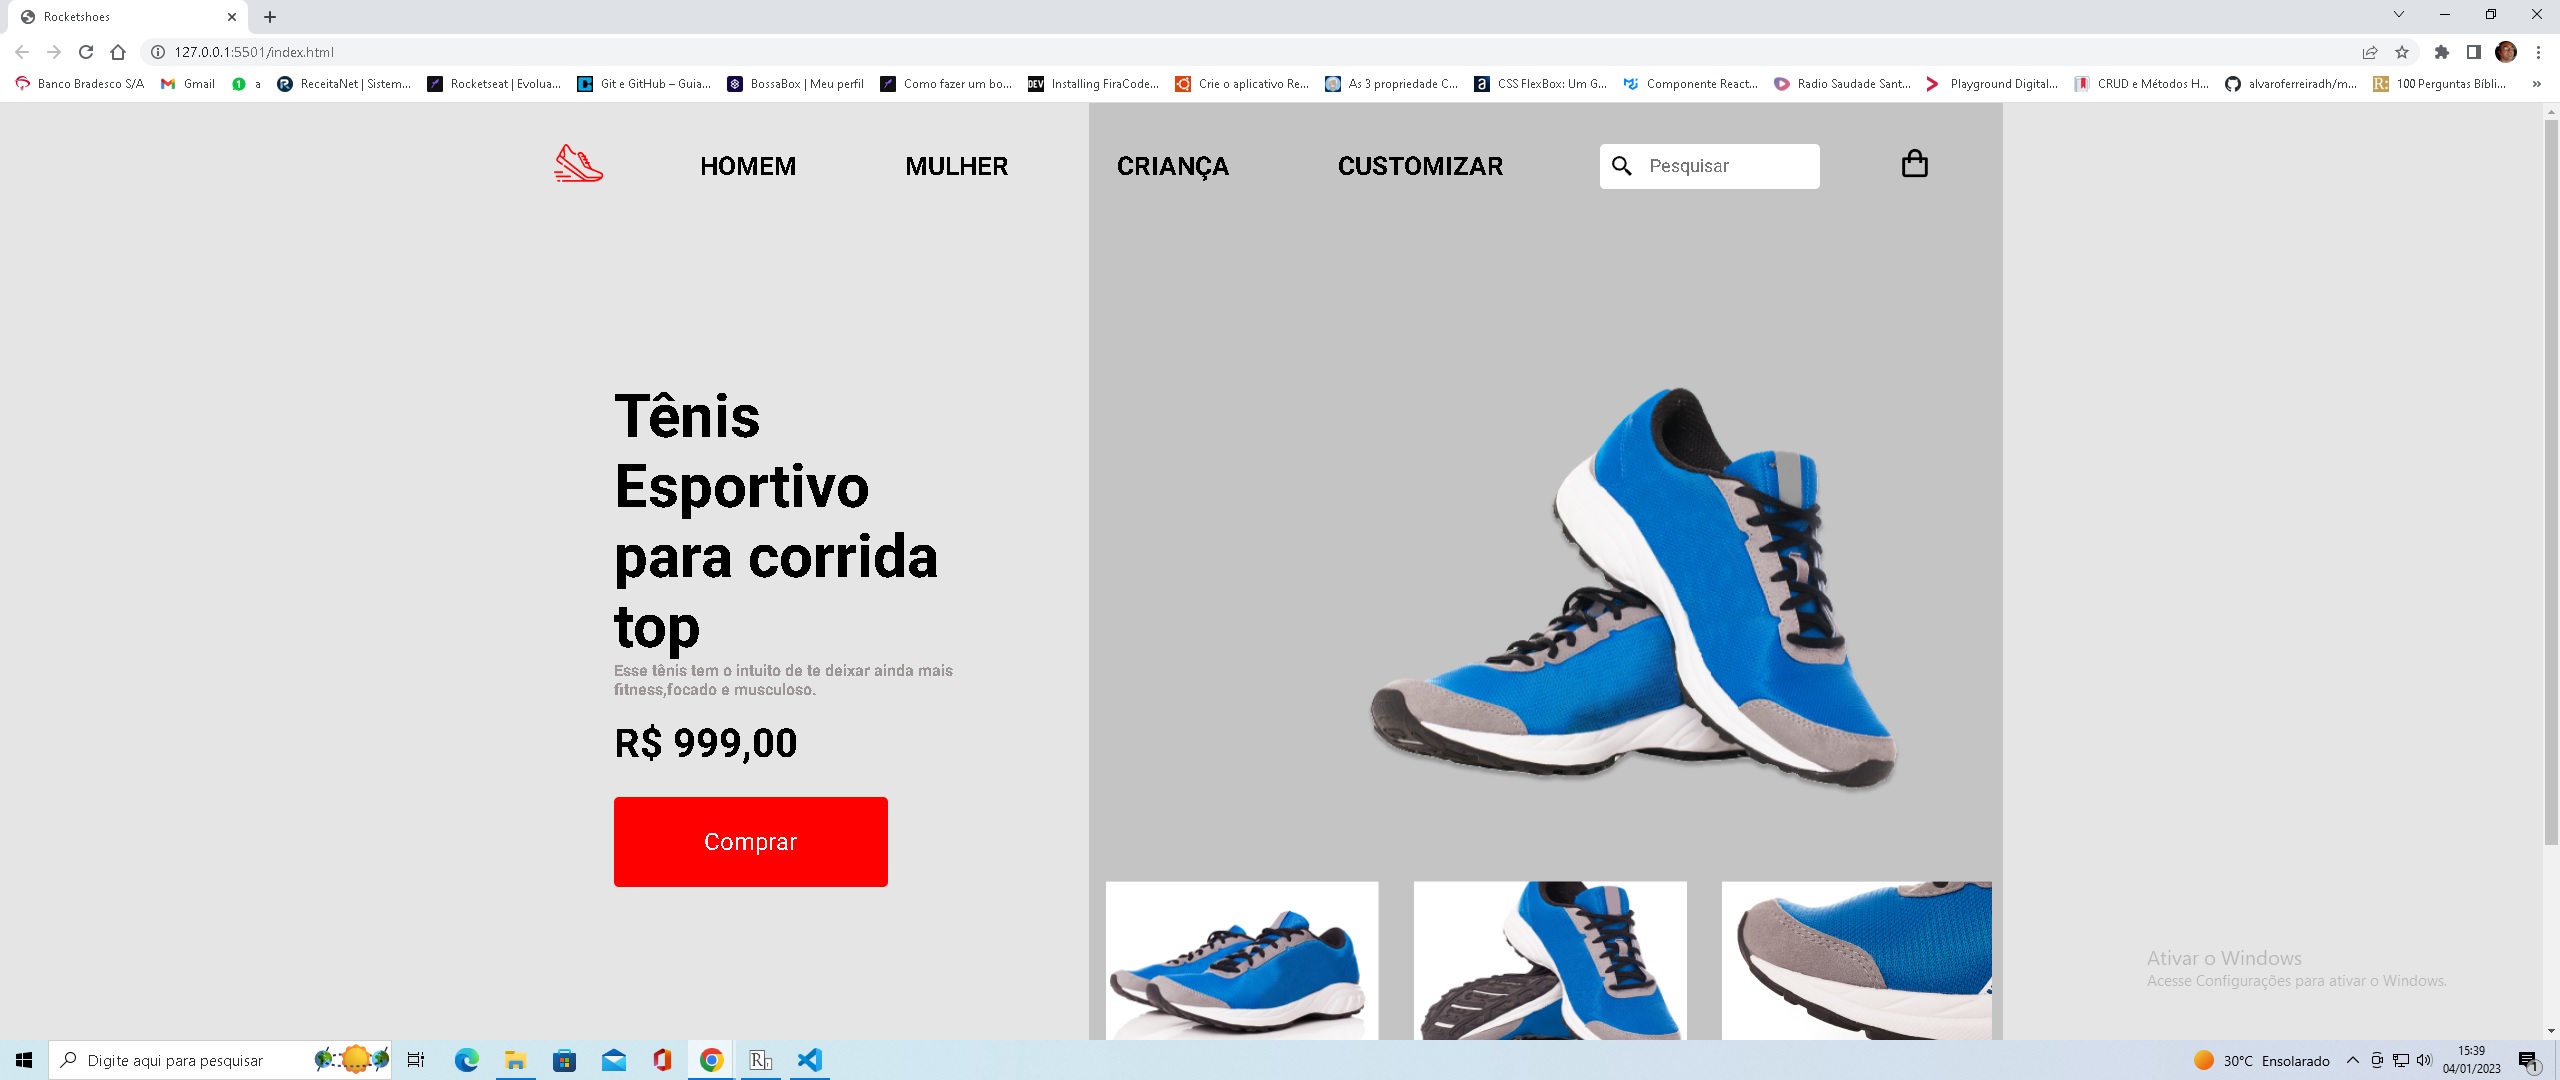 Rocketshoes
127.0.0.1:5501/index.html
Banco Bradesco S/A
Gmail
a
ReceitaNet | Sistem...
Rocketseat | Evolua...
Git e GitHub – Guia...
BossaBox | Meu perfil
Como fazer um bo...
DEV
Installing FiraCode...
Crie o aplicativo Re...
As 3 propriedade C...
a
CSS FlexBox: Um G...
Componente React...
Radio Saudade Sant...
Playground Digital...
CRUD e Métodos H...
alvaroferreiradh/m...
R:
100 Perguntas Bíbli...
»
HOMEM
MULHER
CRIANÇA
CUSTOMIZAR
Pesquisar
Tênis
Esportivo
para corrida
top
Esse tênis tem o intuito de te deixar ainda mais
fitness,focado e musculoso.
R$ 999,00
Comprar
Ativar o Windows
Acesse Configurações para ativar o Windows.
Digite aqui para pesquisar
30°C Ensolarado
15:39
04/01/2023
1